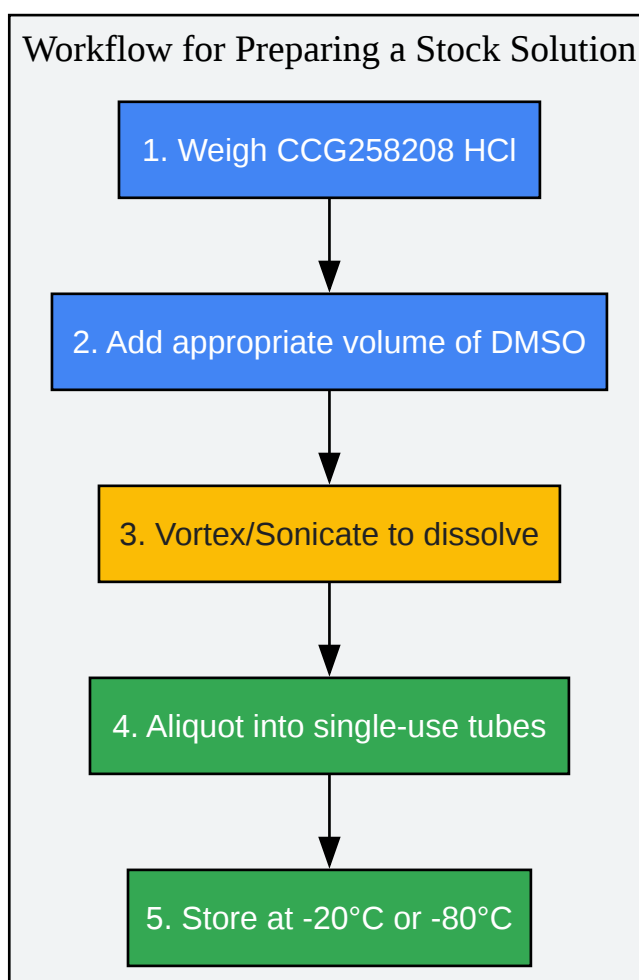 Workflow for Preparing a Stock Solution
1. Weigh CCG258208 HCl
2. Add appropriate volume of DMSO
3. Vortex/Sonicate to dissolve
4. Aliquot into single-use tubes
5. Store at -20°C or -80°C